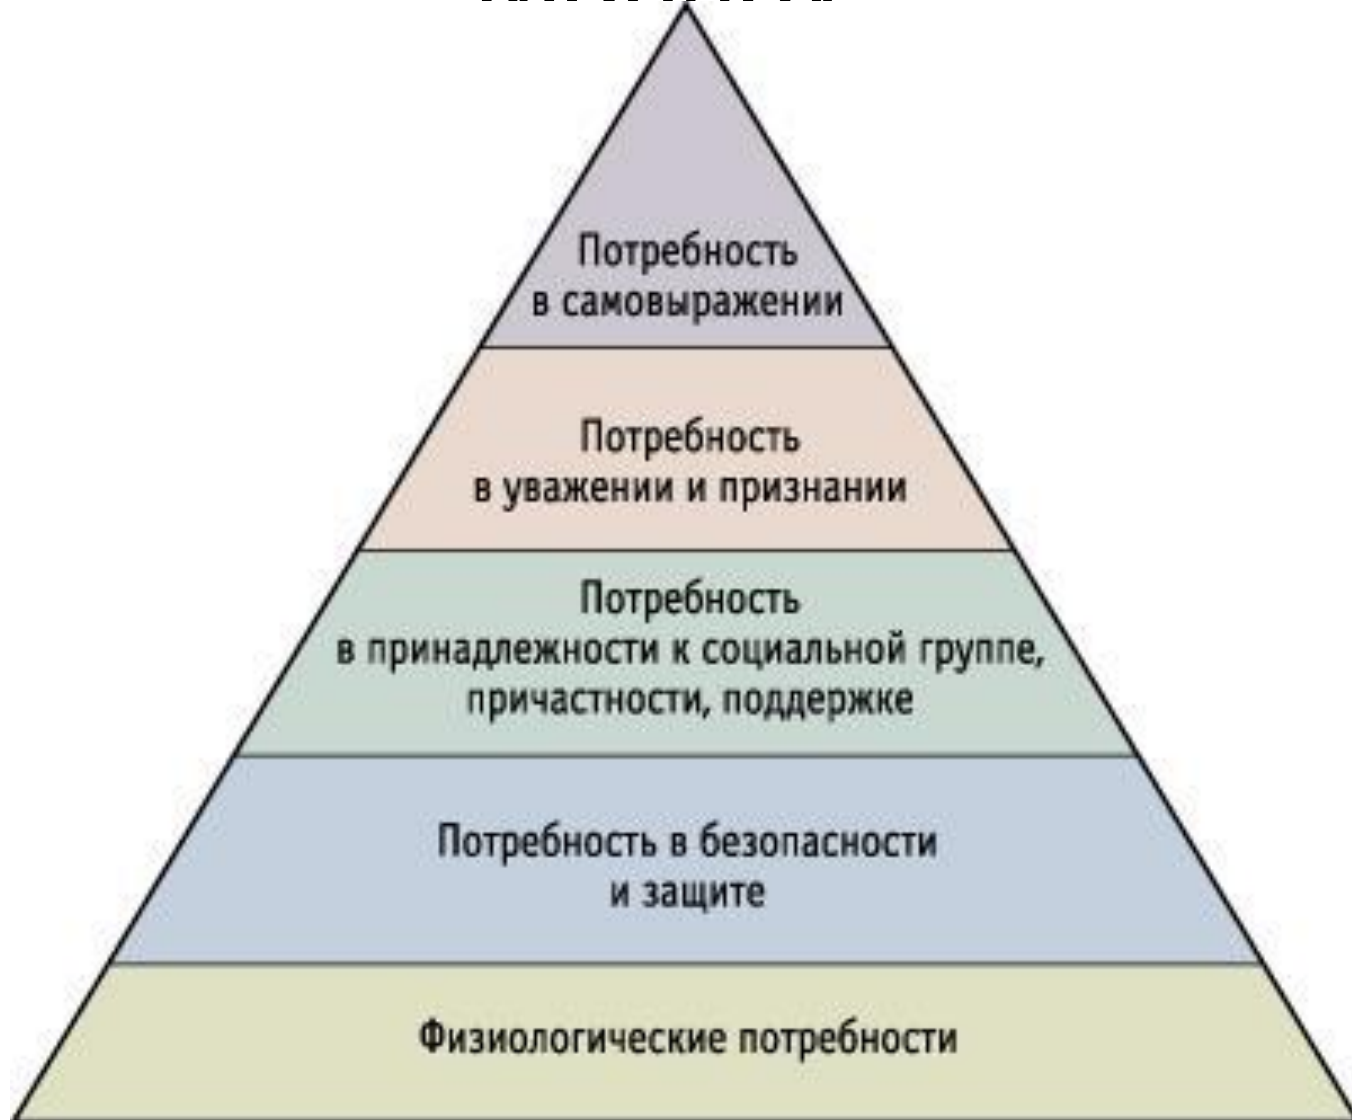 Потребность
в самовыражении
Потребность
в уважении и признании
Потребность
в принадлежности к социальной группе,
причастности, поддержке
Потребность в безопасности
и защите
Физиологические потребности